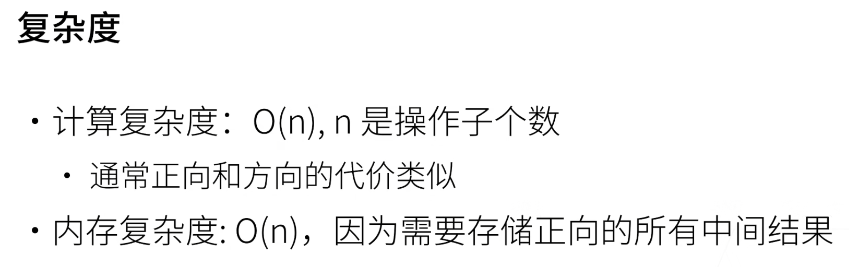 复杂度
• 计算复杂度：O(n), n 是操作子个数
• 通常正向和方向的代价类似
• 内存复杂度: O(n)，因为需要存储正向的所有中间结果